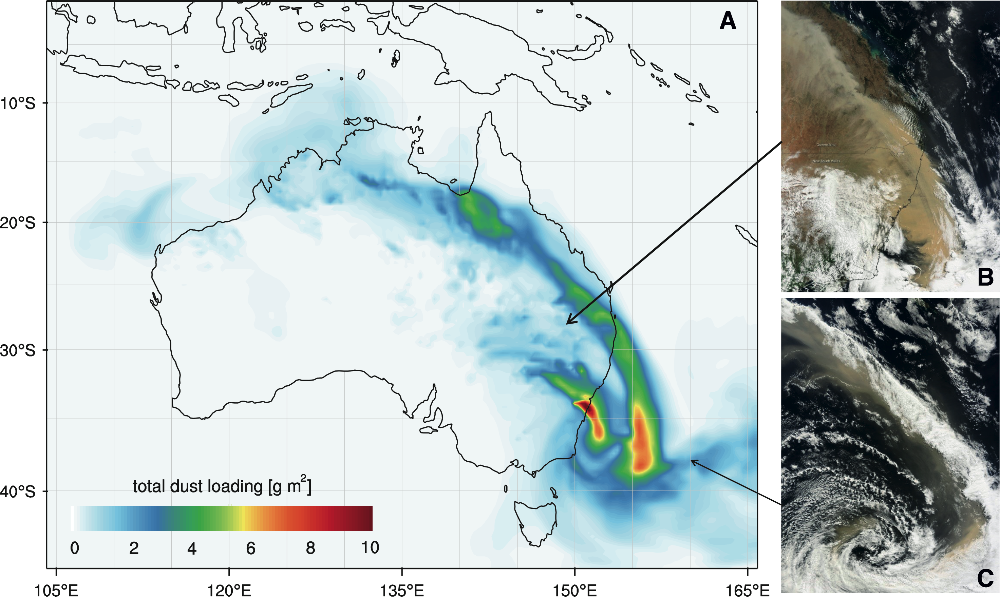 A
10°S
20°S
30°S
40°S
total dust loading [g m²]
0 2 4 6 8 10
105°E 120°E 135°E 150°E 165°E
Queensland
New South Wales
Victoria
B
C